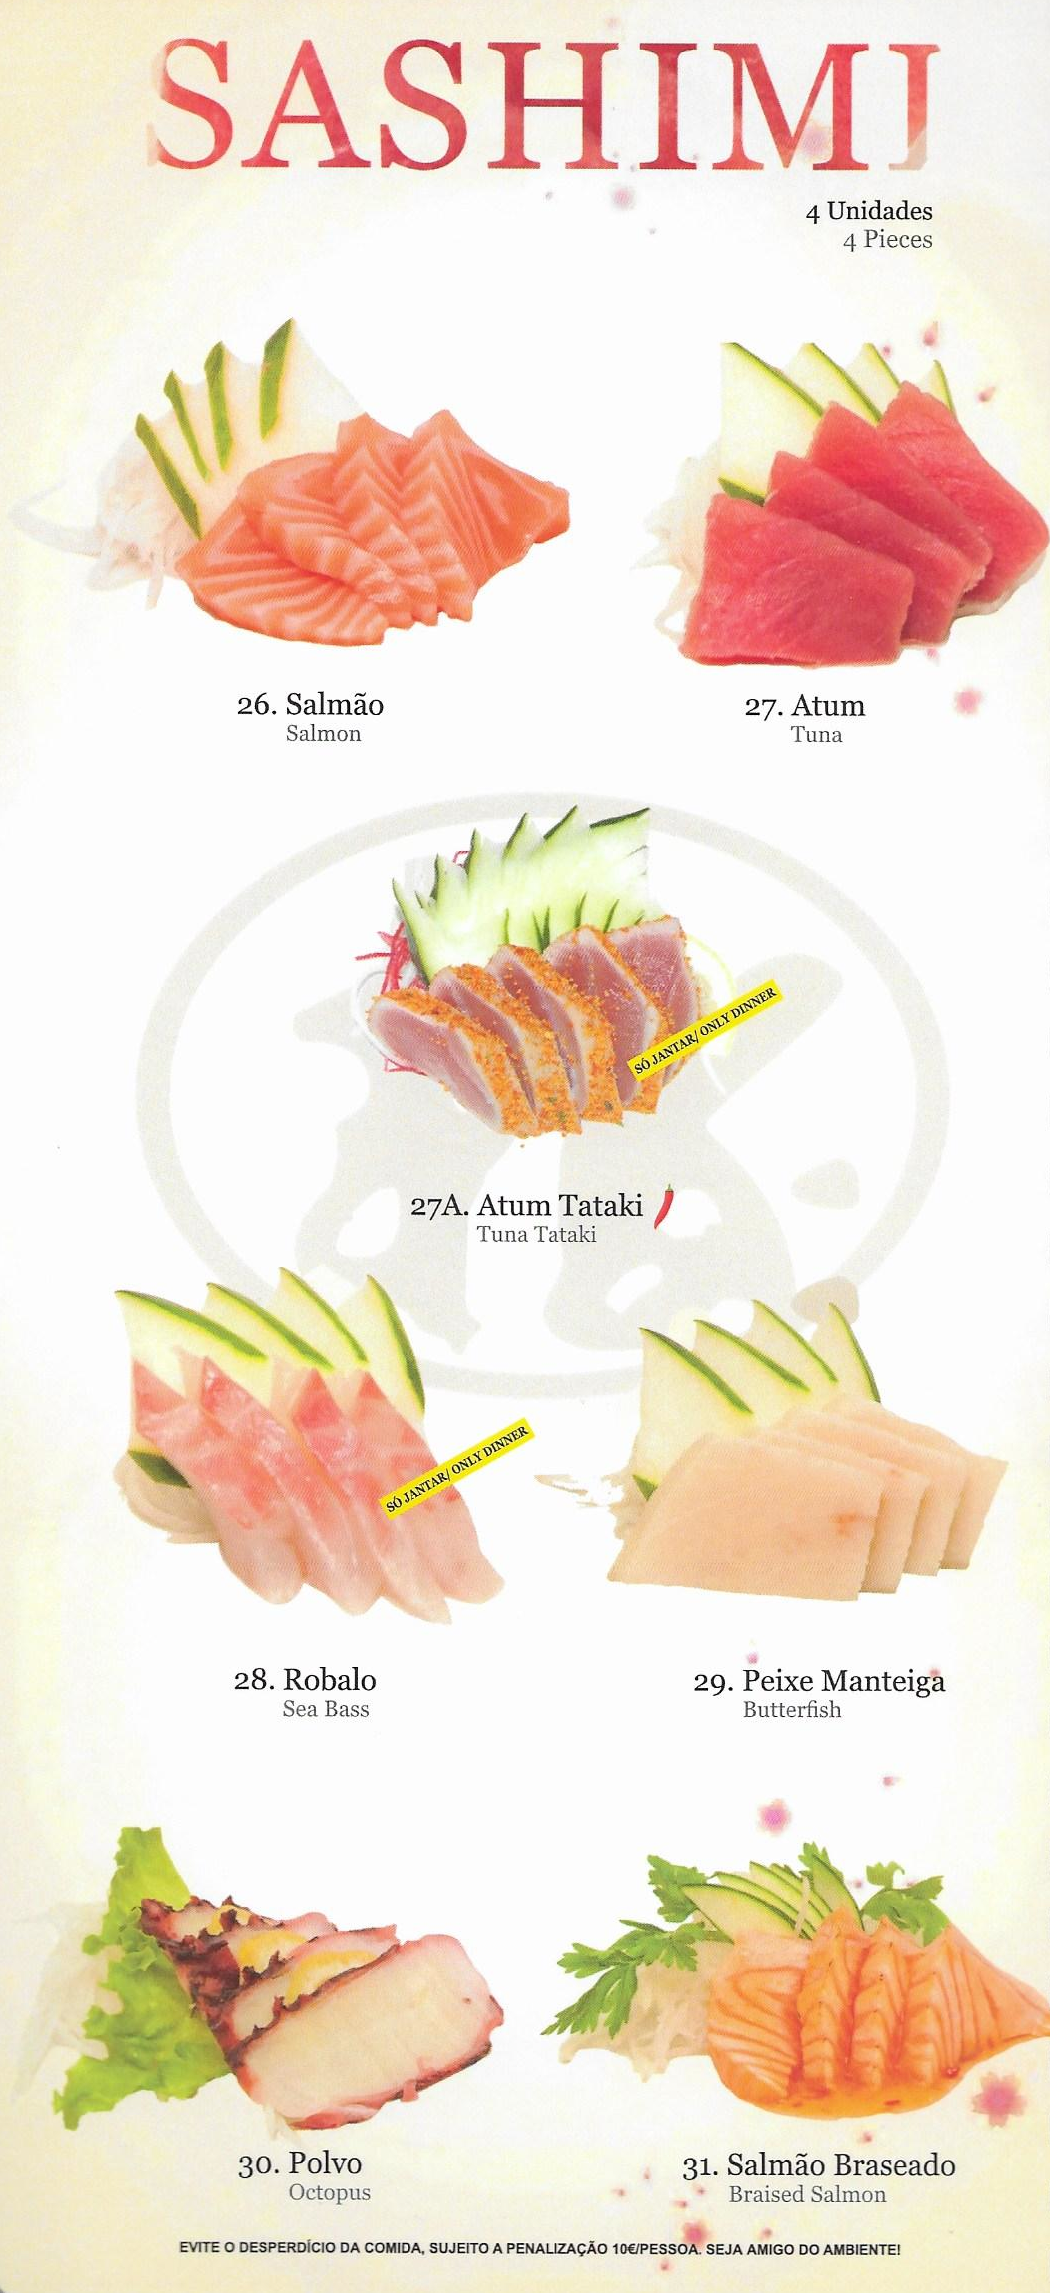 SASHIMI
4 Unidades
4 Pieces
26. Salmão
Salmon
27. Atum
Tuna
SÓ JANTAR/ ONLY DINNER
27A. Atum Tataki
Tuna Tataki
SÓ JANTAR/ ONLY DINNER
28. Robalo
Sea Bass
29. Peixe Manteiga
Butterfish
30. Polvo
Octopus
31. Salmão Braseado
Braised Salmon
EVITE O DESPERDÍCIO DA COMIDA, SUJEITO A PENALIZAÇÃO 10€/PESSOA. SEJA AMIGO DO AMBIENTE!